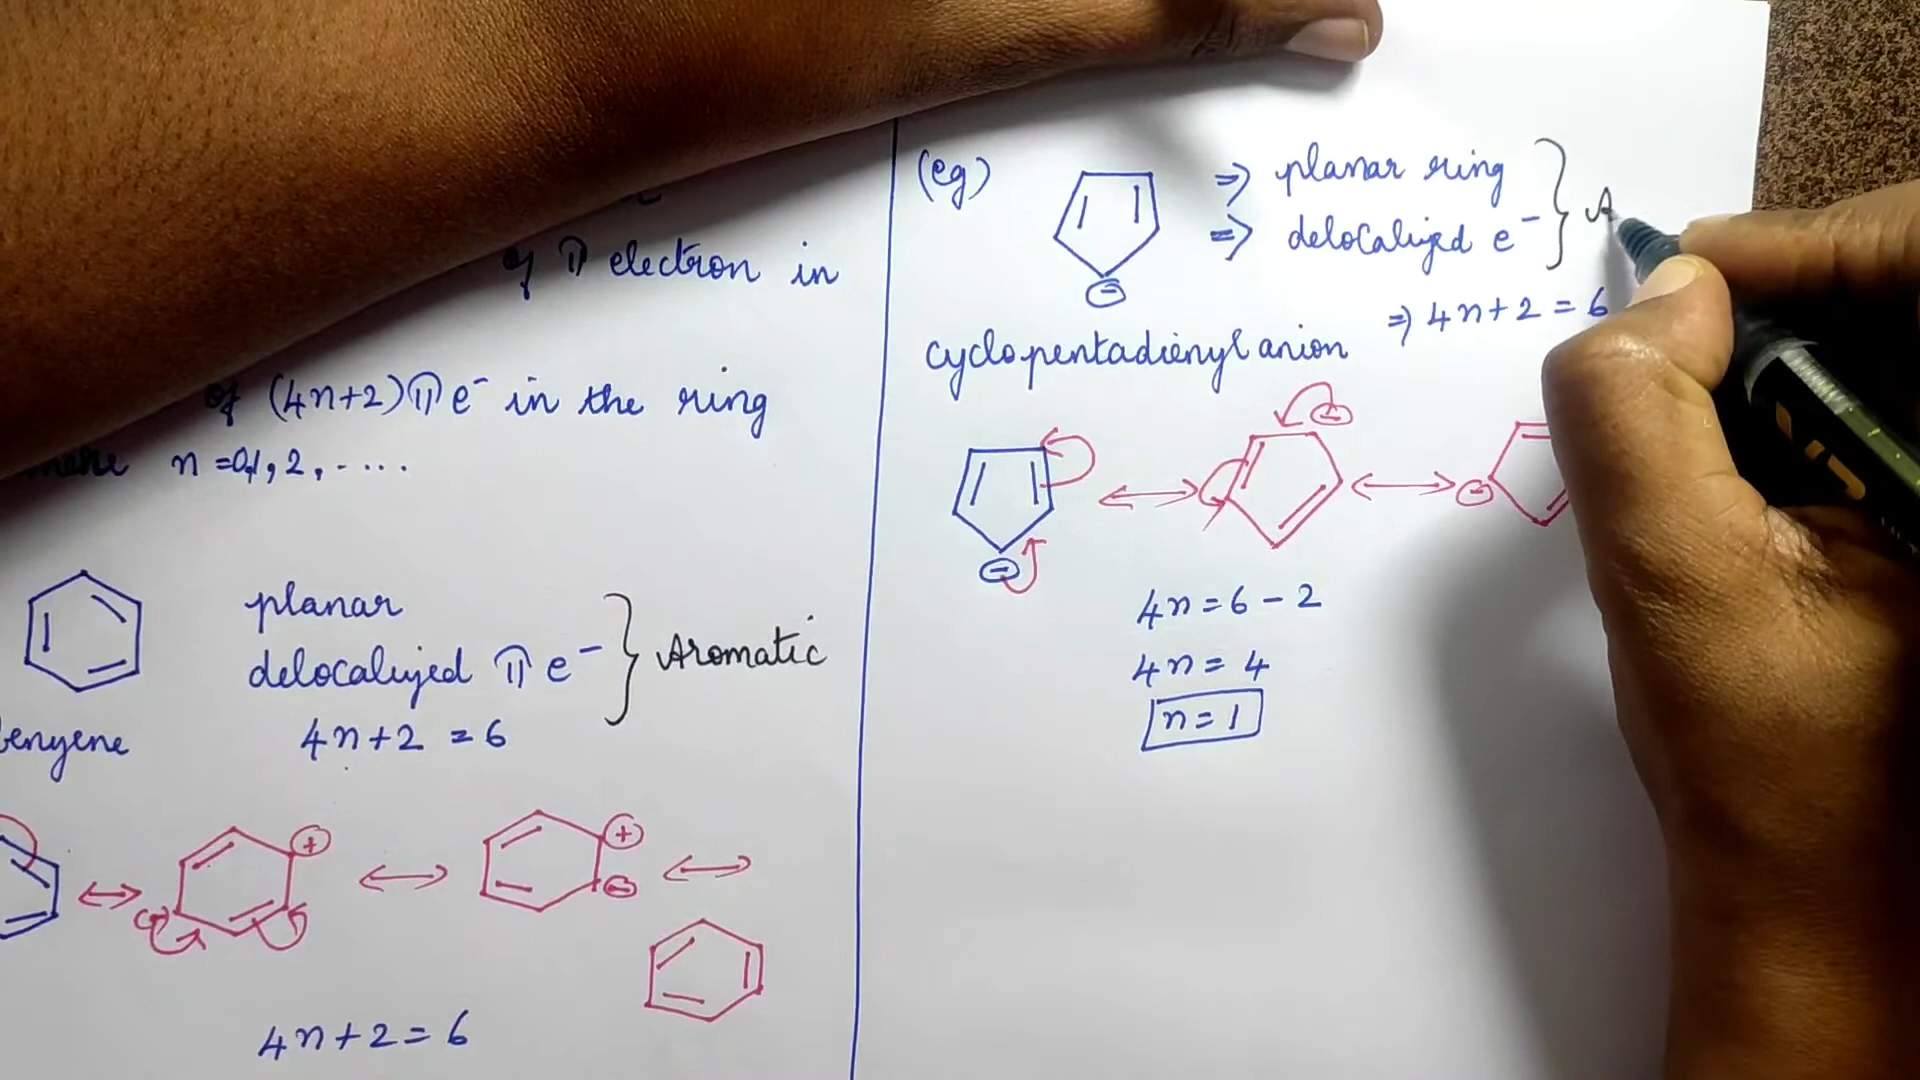 of π electron in
of (4n+2)π e⁻ in the ring
n = 0,1, 2, - ...
planar
delocalized π e⁻ } Aromatic
benzene 4n+2 = 6
+ + −
4n+2 = 6
(eg) ⇒ planar ring
⇒ delocalized e⁻ } A
⇒ 4n+2 = 6
cyclopentadienyl anion
4n = 6 - 2
4n = 4
n = 1